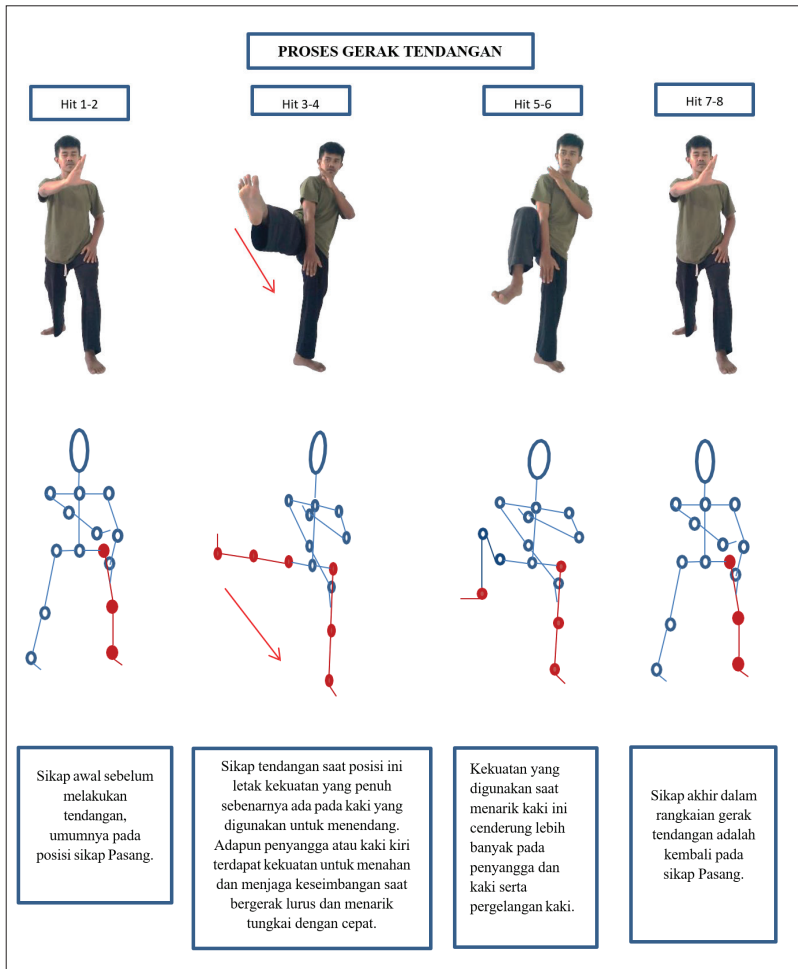 PROSES GERAK TENDANGAN
Hit 1-2
Hit 3-4
Hit 5-6
Hit 7-8
Sikap awal sebelum
melakukan
tendangan,
umumnya pada
posisi sikap Pasang.
Sikap tendangan saat posisi ini
letak kekuatan yang penuh
sebenarnya ada pada kaki yang
digunakan untuk menendang.
Adapun penyangga atau kaki kiri
terdapat kekuatan untuk menahan
dan menjaga keseimbangan saat
bergerak lurus dan menarik
tungkai dengan cepat.
Kekuatan yang
digunakan saat
menarik kaki ini
cenderung lebih
banyak pada
penyangga dan
kaki serta
pergelangan kaki.
Sikap akhir dalam
rangkaian gerak
tendangan adalah
kembali pada
sikap Pasang.